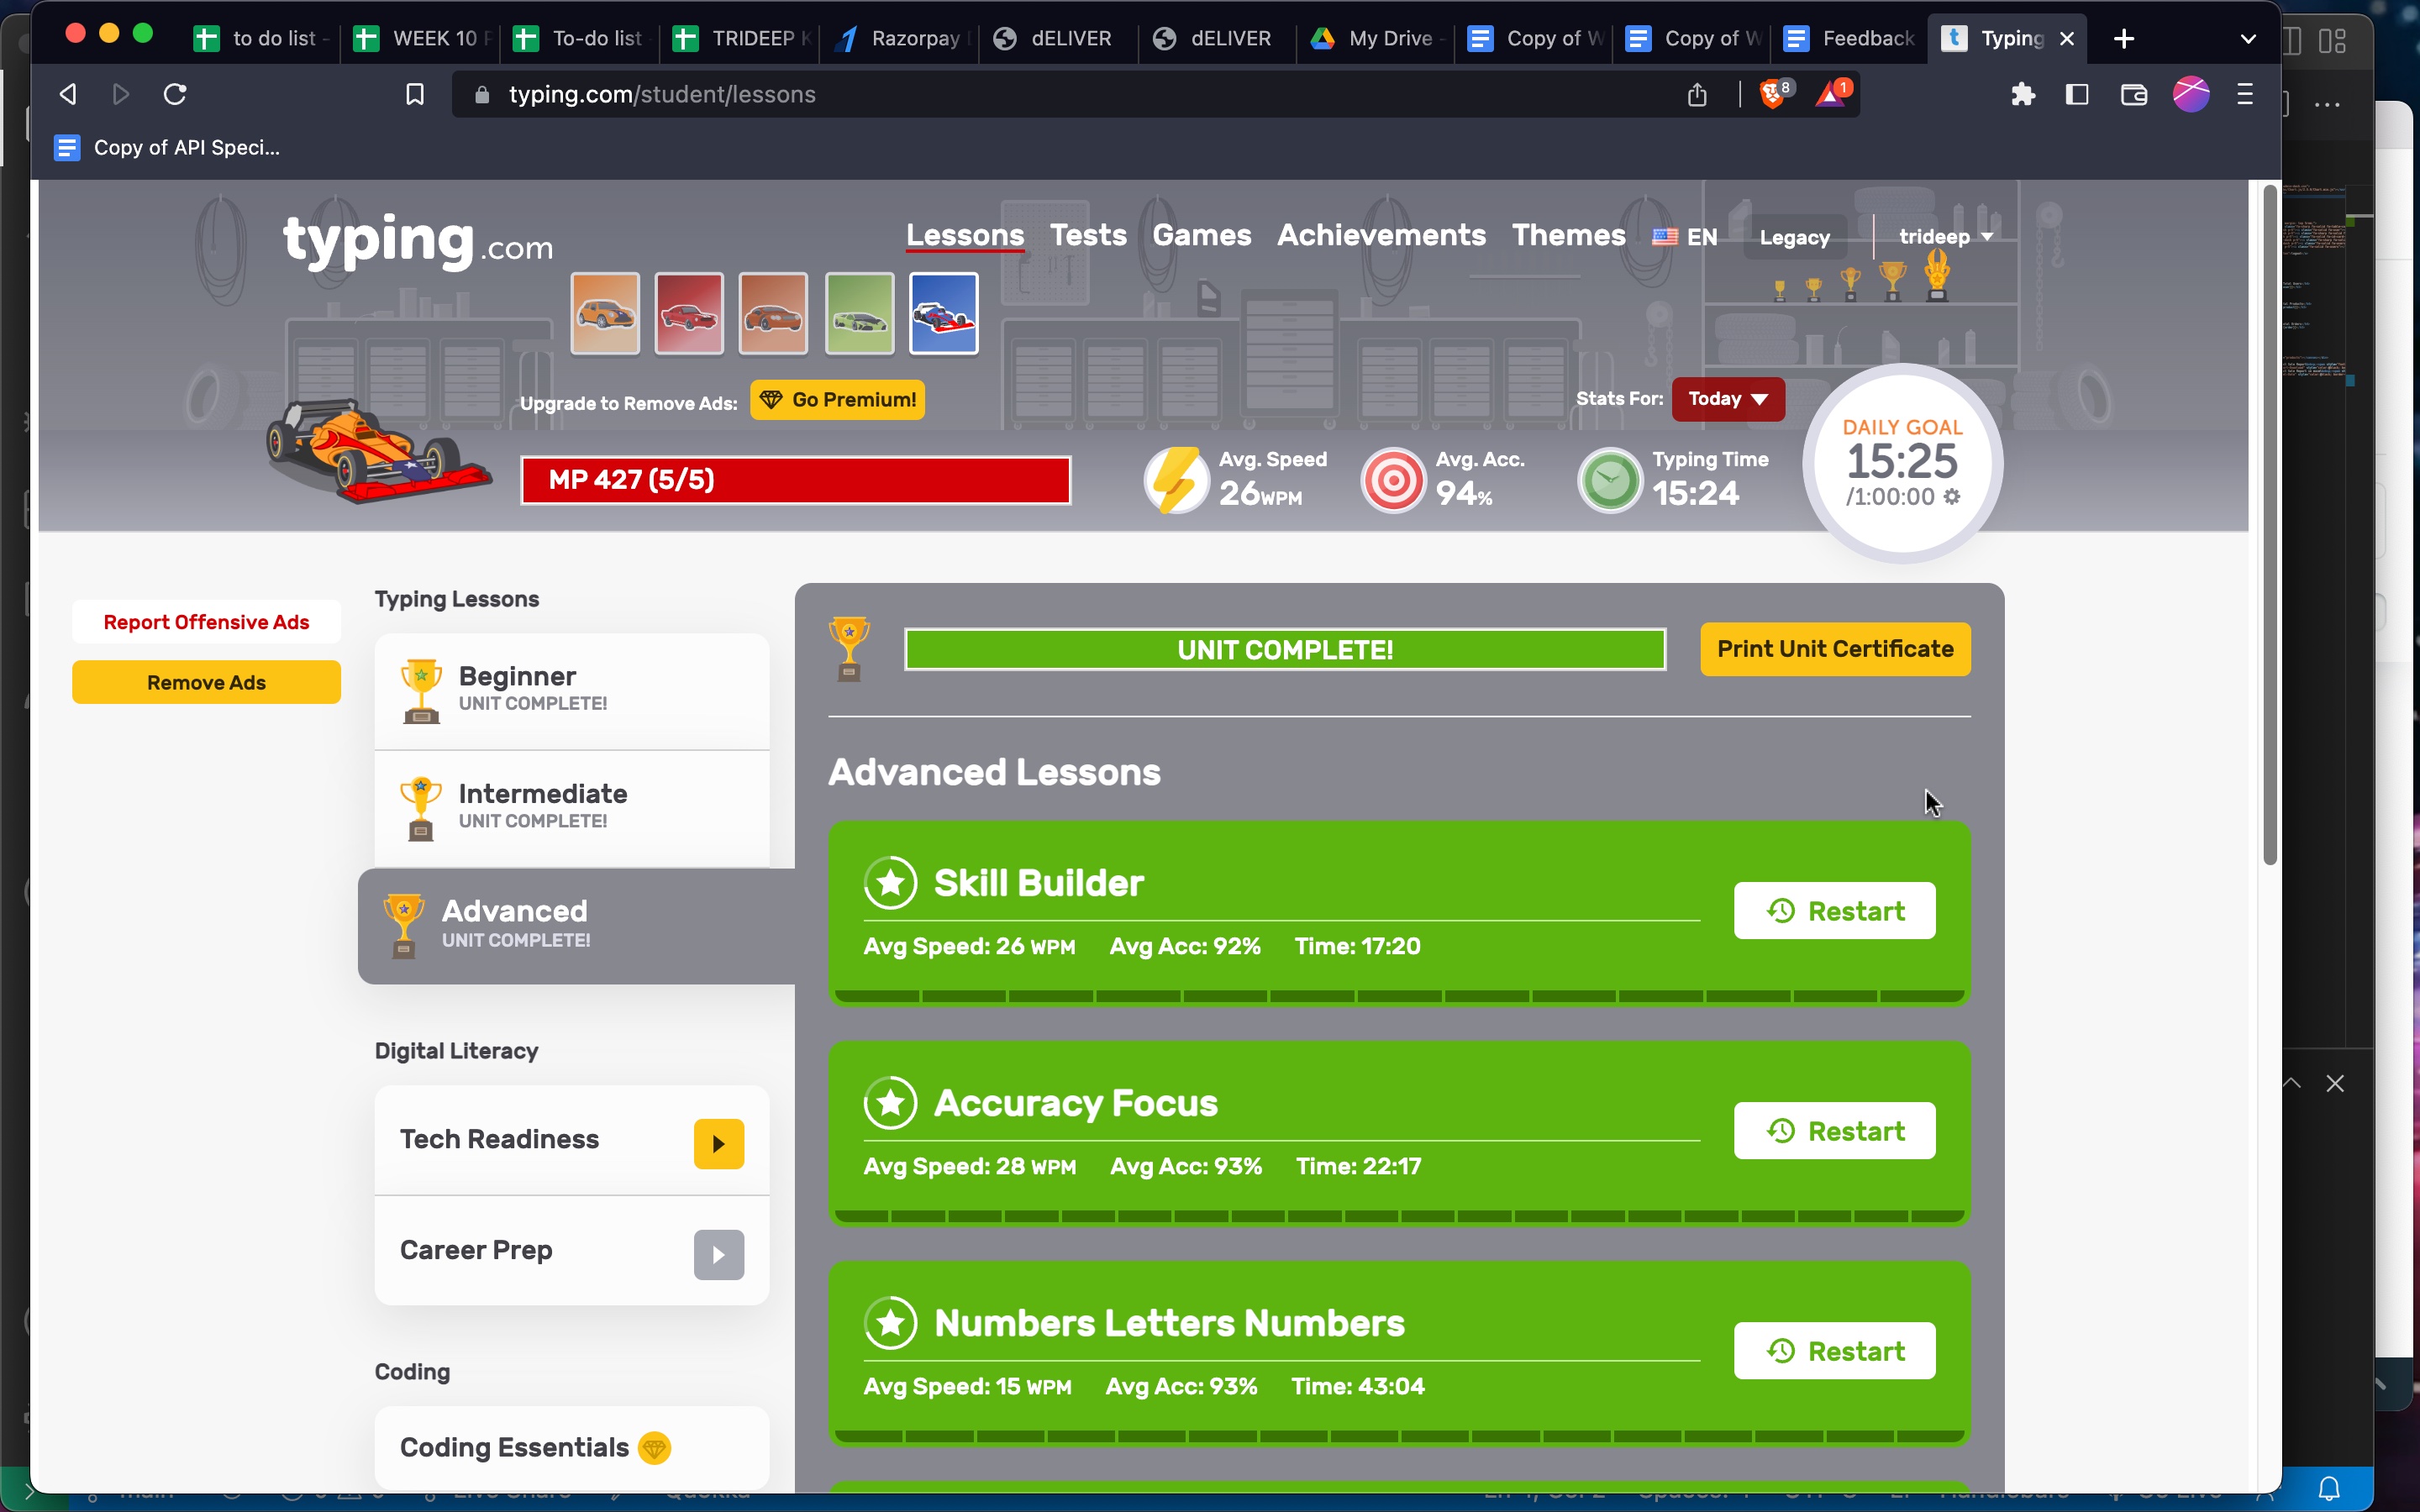 to do list -
WEEK 10
To-do list
TRIDEEP K
Razorpay
dELIVER
dELIVER
My Drive -
Copy of W
Copy of W
Feedback
Typing
typing.com/student/lessons
8
1
Copy of API Speci...
typing.com
Lessons
Tests
Games
Achievements
Themes
EN
Legacy
trideep
Upgrade to Remove Ads:
Go Premium!
Stats For:
Today
MP 427 (5/5)
Avg. Speed
26WPM
Avg. Acc.
94%
Typing Time
15:24
DAILY GOAL
15:25
/1:00:00
Report Offensive Ads
Remove Ads
Typing Lessons
Beginner
UNIT COMPLETE!
Intermediate
UNIT COMPLETE!
Advanced
UNIT COMPLETE!
Digital Literacy
Tech Readiness
Career Prep
Coding
Coding Essentials
UNIT COMPLETE!
Print Unit Certificate
Advanced Lessons
Skill Builder
Avg Speed: 26 WPM Avg Acc: 92% Time: 17:20
Restart
Accuracy Focus
Avg Speed: 28 WPM Avg Acc: 93% Time: 22:17
Restart
Numbers Letters Numbers
Avg Speed: 15 WPM Avg Acc: 93% Time: 43:04
Restart